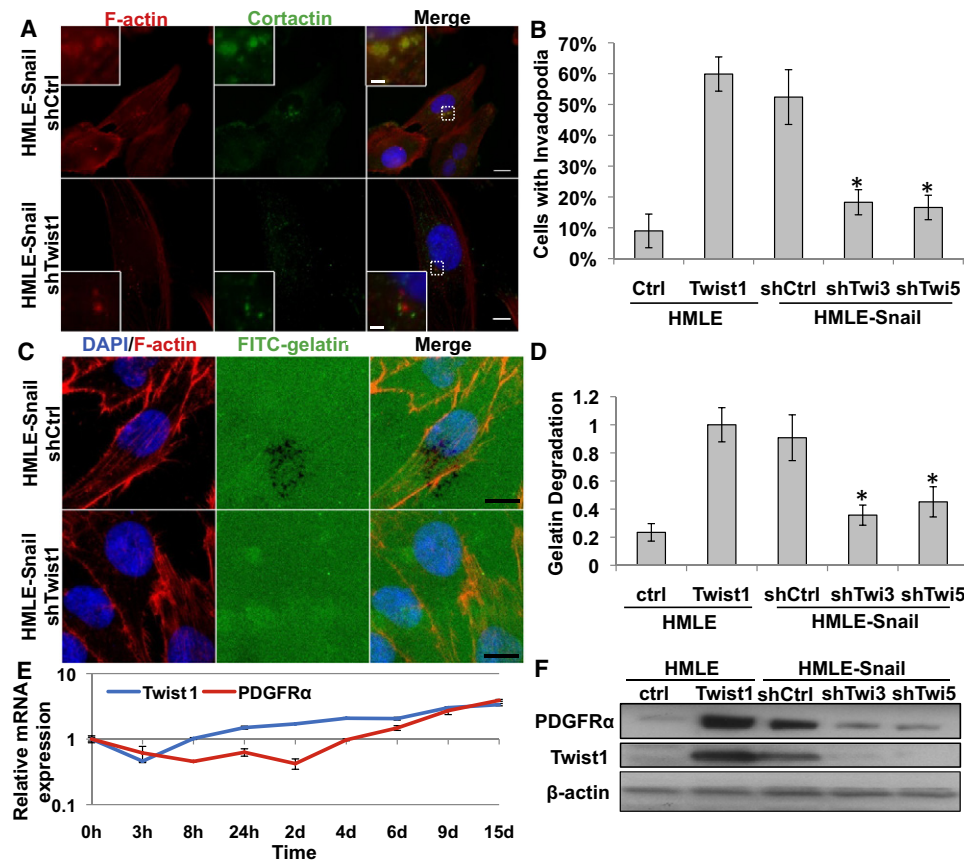 A
F-actin
Cortactin
Merge
HMLE-Snail
shCtrl
HMLE-Snail
shTwist1
B
Cells with Invadopodia
70%
60%
50%
40%
30%
20%
10%
0%
*
*
Ctrl
Twist1
shCtrl
shTwi3
shTwi5
HMLE
HMLE-Snail
C
DAPI/F-actin
FITC-gelatin
Merge
HMLE-Snail
shCtrl
HMLE-Snail
shTwist1
D
Gelatin Degradation
1.2
1
0.8
0.6
0.4
0.2
0
*
*
ctrl
Twist1
shCtrl
shTwi3
shTwi5
HMLE
HMLE-Snail
E
Relative mRNA
expression
10
1
0.1
Twist1
PDGFRα
0h
3h
8h
24h
2d
4d
6d
9d
15d
Time
F
HMLE
HMLE-Snail
ctrl
Twist1
shCtrl
shTwi3
shTwi5
PDGFRα
Twist1
β-actin